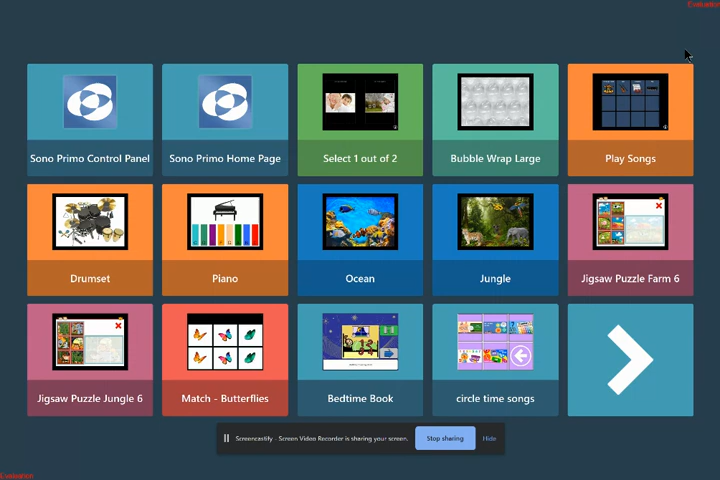 Evaluation
Sono Primo Control Panel
Sono Primo Home Page
Select 1 out of 2
Bubble Wrap Large
Play Songs
Drumset
Piano
Ocean
Jungle
Jigsaw Puzzle Farm 6
Jigsaw Puzzle Jungle 6
Match - Butterflies
Bedtime Book
circle time songs
Screencastify - Screen Video Recorder is sharing your screen.
Stop sharing
Hide
Evaluation